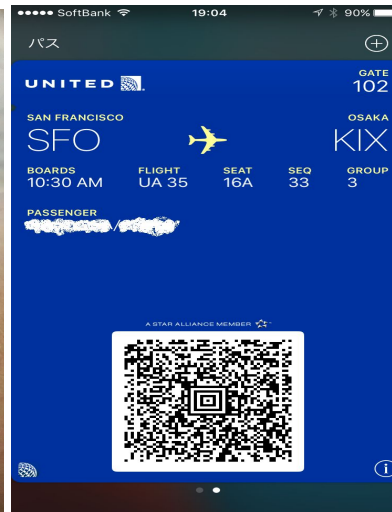 SoftBank 19:04 90%
パス
UNITED
GATE
102
SAN FRANCISCO OSAKA
SFO KIX
BOARDS FLIGHT SEAT SEQ GROUP
10:30 AM UA 35 16A 33 3
PASSENGER
/
A STAR ALLIANCE MEMBER